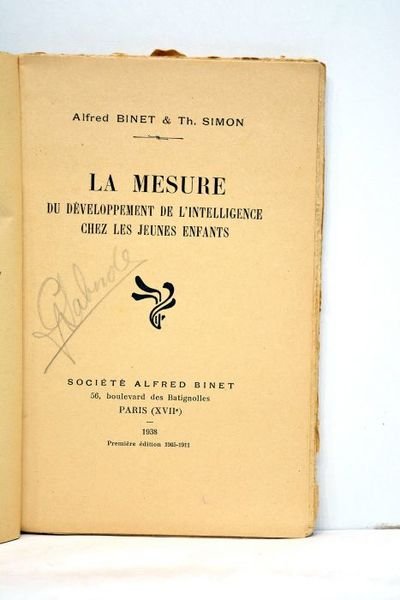 Alfred BINET & Th. SIMON
LA MESURE
DU DÉVELOPPEMENT DE L'INTELLIGENCE
CHEZ LES JEUNES ENFANTS
SOCIÉTÉ ALFRED BINET
56, boulevard des Batignolles
PARIS (XVIIe)
1938
Première édition 1905-1911